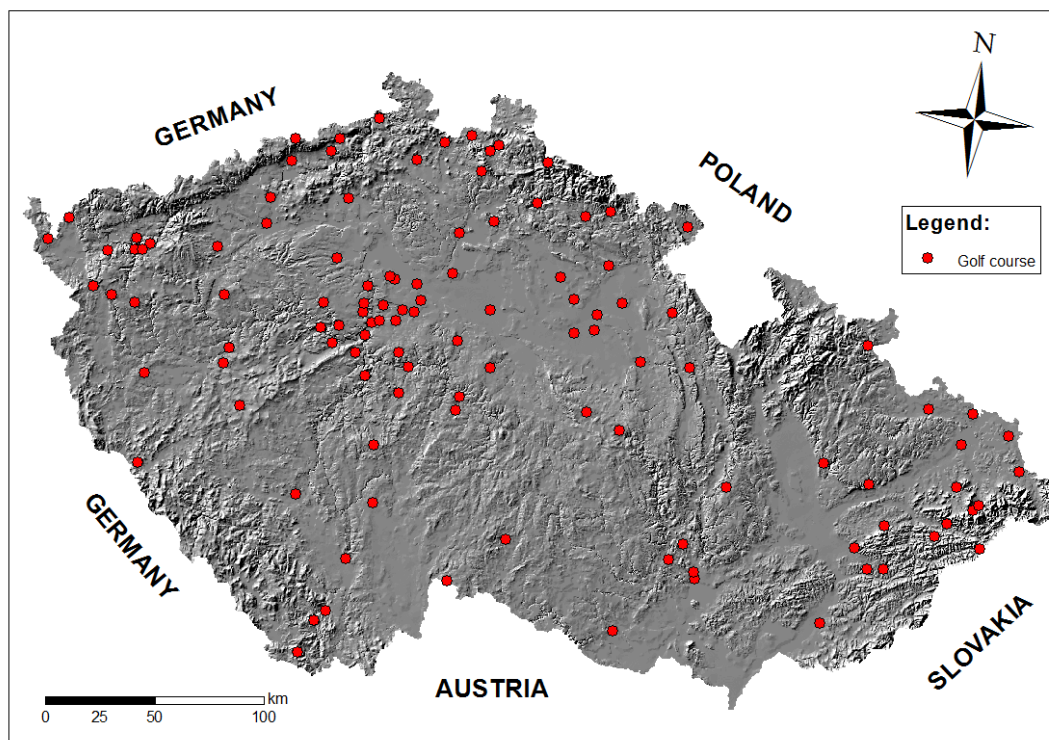 N
GERMANY
POLAND
Legend:
Golf course
GERMANY
SLOVAKIA
AUSTRIA
km
0 25 50 100